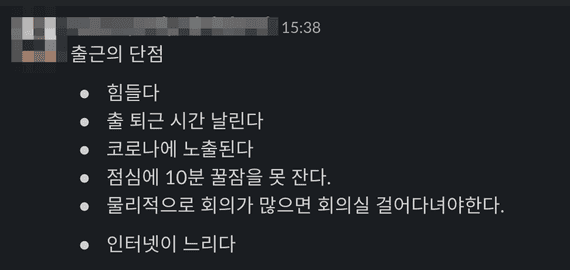 15:38
출근의 단점
• 힘들다
• 출 퇴근 시간 날린다
• 코로나에 노출된다
• 점심에 10분 꿀잠을 못 잔다.
• 물리적으로 회의가 많으면 회의실 걸어다녀야한다.
• 인터넷이 느리다